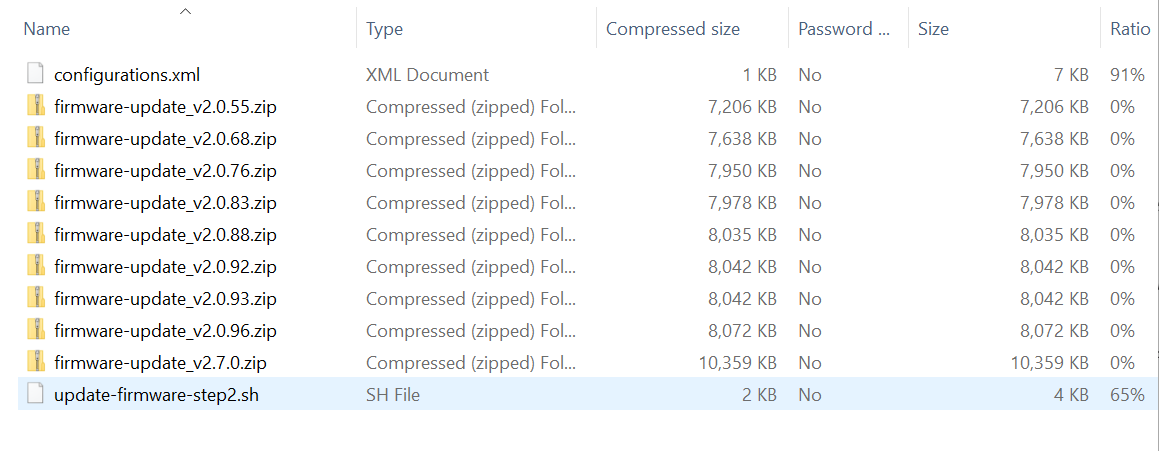 Name Type Compressed size Password ... Size Ratio
configurations.xml XML Document 1 KB No 7 KB 91%
firmware-update_v2.0.55.zip Compressed (zipped) Fol... 7,206 KB No 7,206 KB 0%
firmware-update_v2.0.68.zip Compressed (zipped) Fol... 7,638 KB No 7,638 KB 0%
firmware-update_v2.0.76.zip Compressed (zipped) Fol... 7,950 KB No 7,950 KB 0%
firmware-update_v2.0.83.zip Compressed (zipped) Fol... 7,978 KB No 7,978 KB 0%
firmware-update_v2.0.88.zip Compressed (zipped) Fol... 8,035 KB No 8,035 KB 0%
firmware-update_v2.0.92.zip Compressed (zipped) Fol... 8,042 KB No 8,042 KB 0%
firmware-update_v2.0.93.zip Compressed (zipped) Fol... 8,042 KB No 8,042 KB 0%
firmware-update_v2.0.96.zip Compressed (zipped) Fol... 8,072 KB No 8,072 KB 0%
firmware-update_v2.7.0.zip Compressed (zipped) Fol... 10,359 KB No 10,359 KB 0%
update-firmware-step2.sh SH File 2 KB No 4 KB 65%